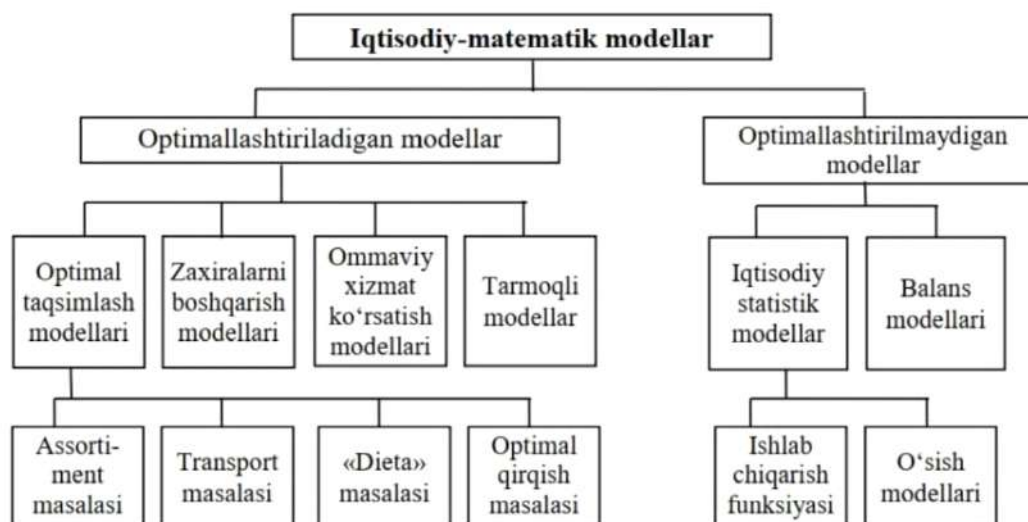 Iqtisodiy-matematik modellar
Optimallashtiriladigan modellar
Optimallashtirilmaydigan
modellar
Optimal
taqsimlash
modellari
Zaxiralarni
boshqarish
modellari
Ommaviy
xizmat
ko‘rsatish
modellari
Tarmoqli
modellar
Iqtisodiy
statistik
modellar
Balans
modellari
Assorti-
ment
masalasi
Transport
masalasi
«Dieta»
masalasi
Optimal
qirqish
masalasi
Ishlab
chiqarish
funksiyasi
O‘sish
modellari